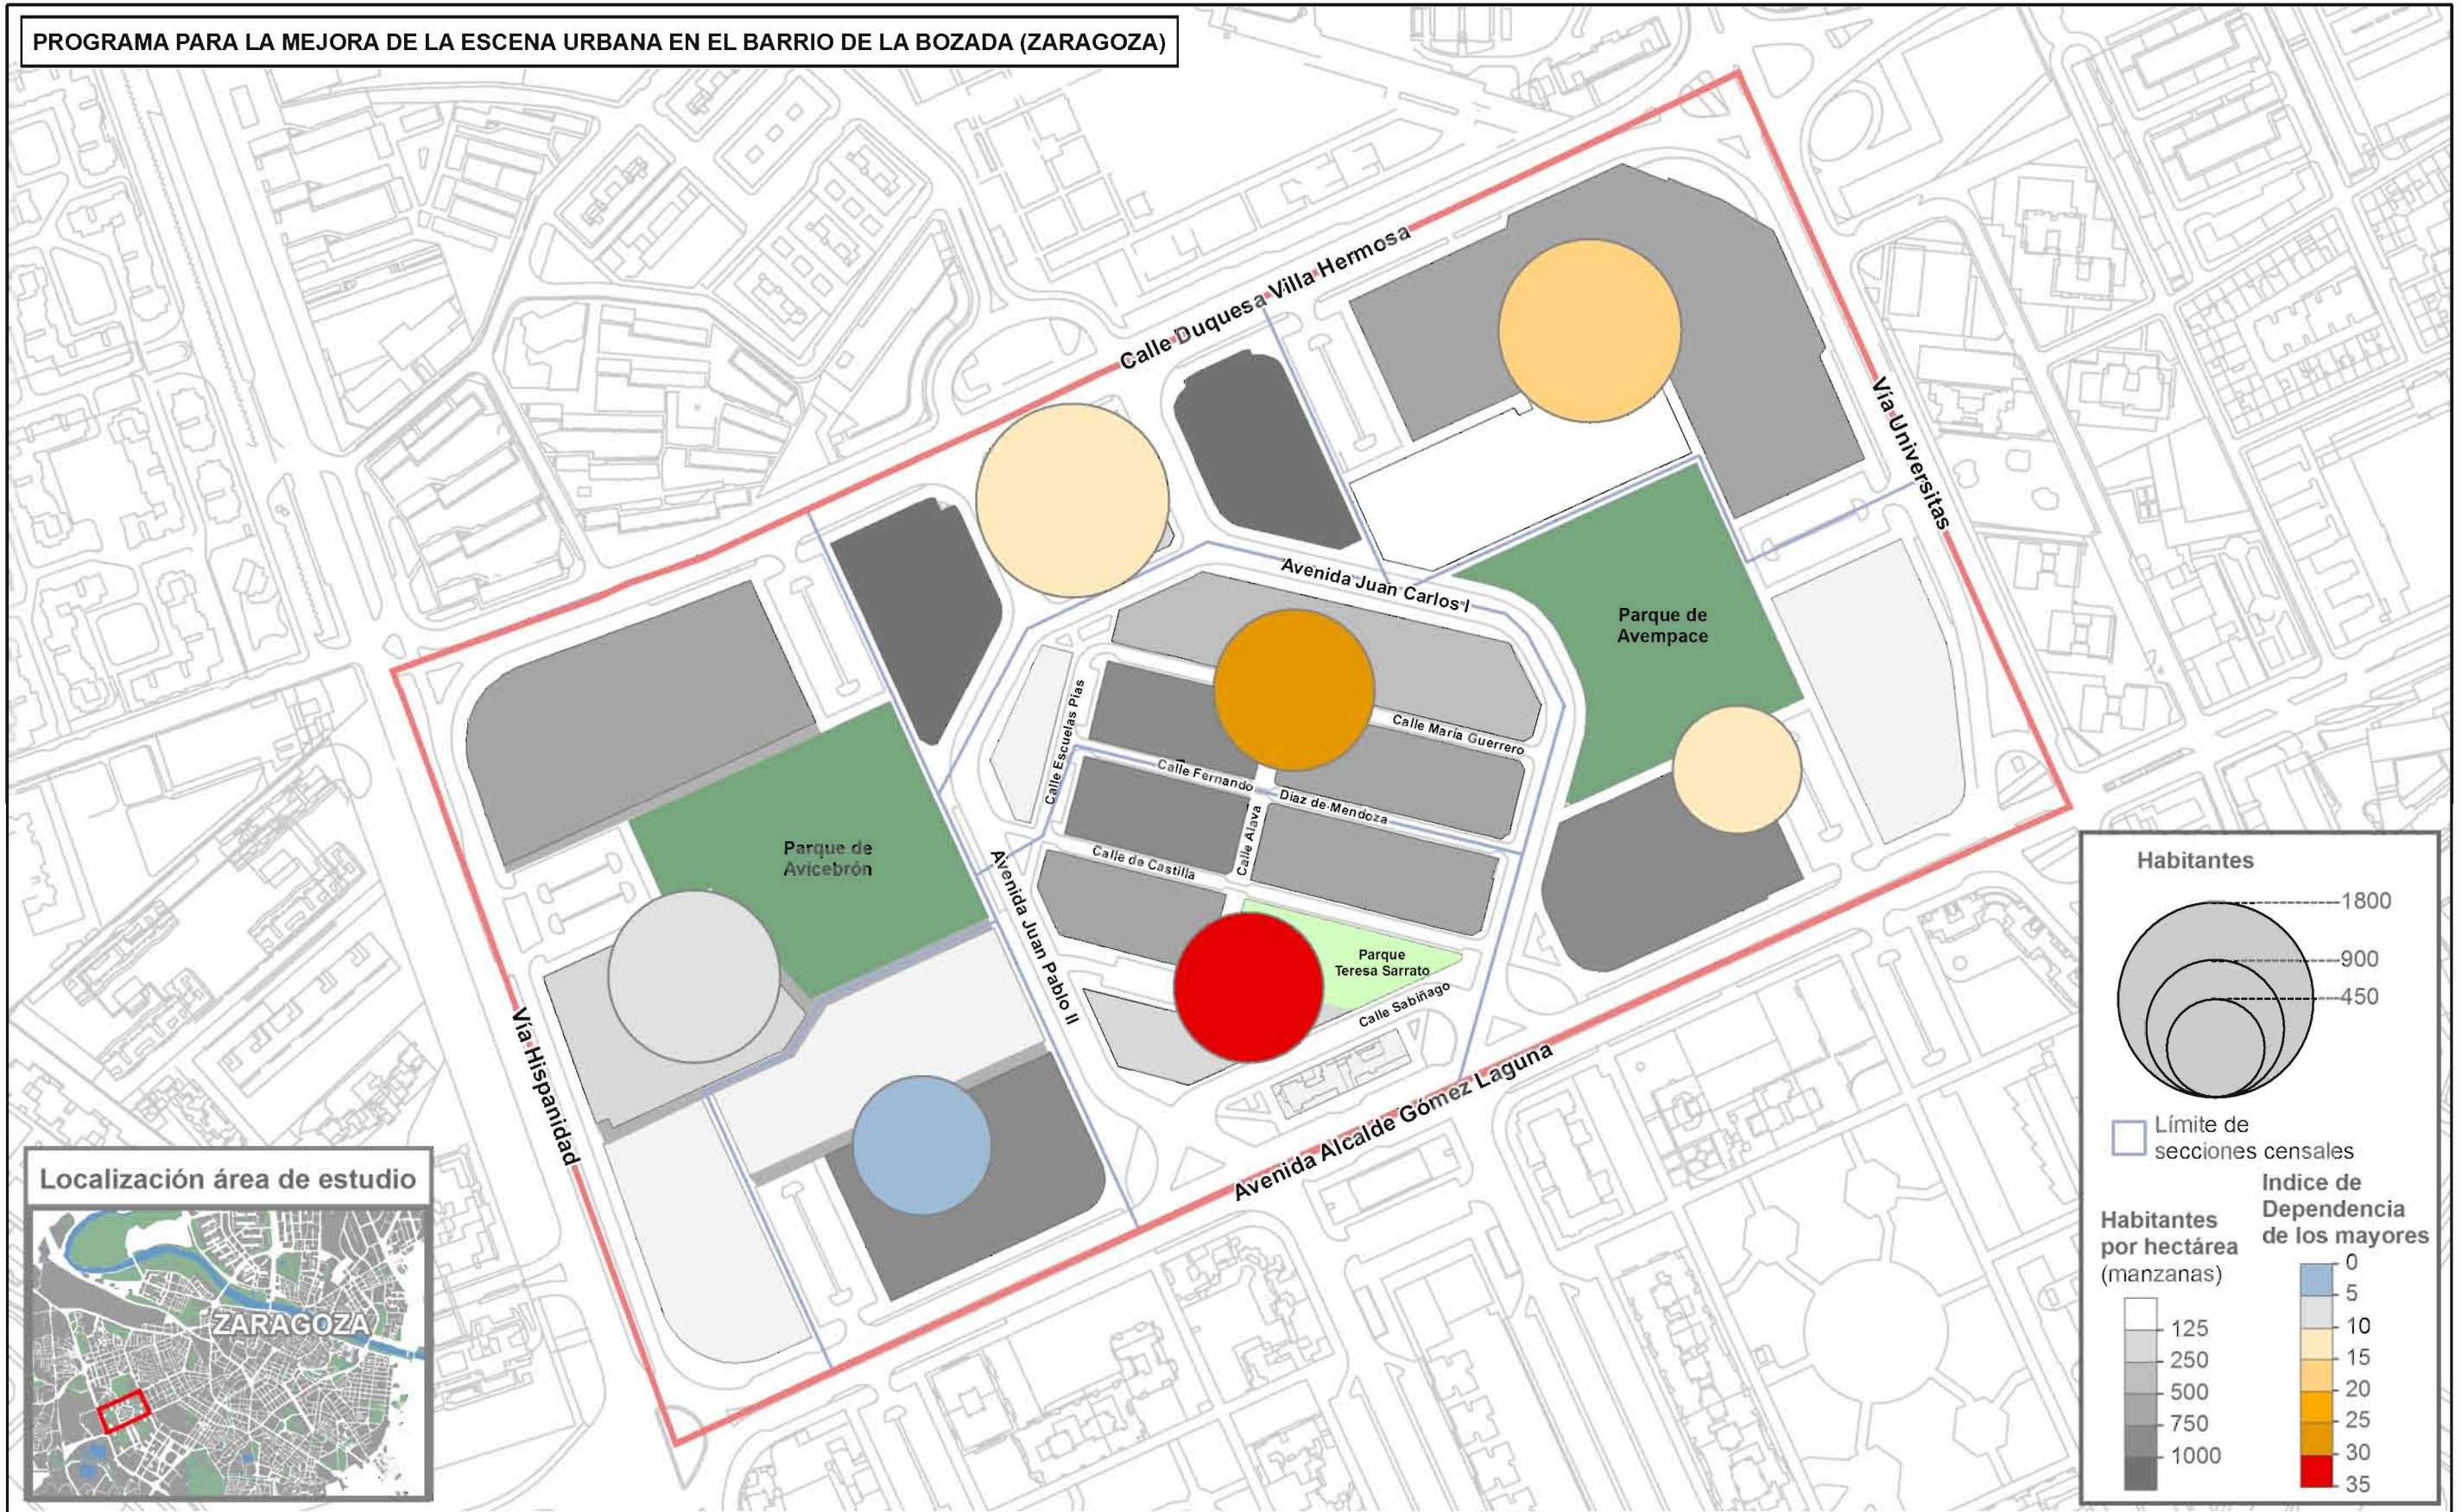 PROGRAMA PARA LA MEJORA DE LA ESCENA URBANA EN EL BARRIO DE LA BOZADA (ZARAGOZA)
Calle Duquesa Villa Hermosa
Vía Universitas
Avenida Juan Carlos I
Parque de
Avempace
Calle Escuelas Pias
Calle María Guerrero
Calle Fernando Diaz de Mendoza
Calle Alava
Calle de Castilla
Parque de
Avicebrón
Avenida Juan Pablo II
Parque
Teresa Sarrato
Calle Sabiñago
Vía Hispanidad
Avenida Alcalde Gómez Laguna
Localización área de estudio
ZARAGOZA
Habitantes
1800
900
450
Límite de
secciones censales
Habitantes
por hectárea
(manzanas)
125
250
500
750
1000
Indice de
Dependencia
de los mayores
0
5
10
15
20
25
30
35